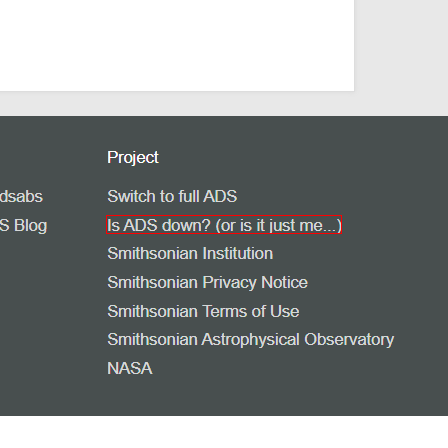 Project
dsabs
Switch to full ADS
S Blog
Is ADS down? (or is it just me...)
Smithsonian Institution
Smithsonian Privacy Notice
Smithsonian Terms of Use
Smithsonian Astrophysical Observatory
NASA